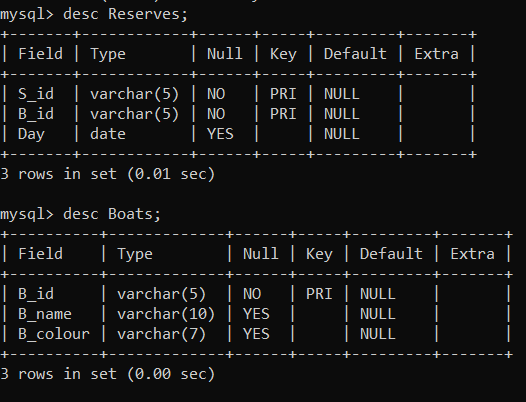 mysql> desc Reserves;
+-------+------------+------+-----+---------+-------+
| Field | Type       | Null | Key | Default | Extra |
+-------+------------+------+-----+---------+-------+
| S_id  | varchar(5) | NO   | PRI | NULL    |       |
| B_id  | varchar(5) | NO   | PRI | NULL    |       |
| Day   | date       | YES  |     | NULL    |       |
+-------+------------+------+-----+---------+-------+
3 rows in set (0.01 sec)
mysql> desc Boats;
+----------+-------------+------+-----+---------+-------+
| Field    | Type        | Null | Key | Default | Extra |
+----------+-------------+------+-----+---------+-------+
| B_id     | varchar(5)  | NO   | PRI | NULL    |       |
| B_name   | varchar(10) | YES  |     | NULL    |       |
| B_colour | varchar(7)  | YES  |     | NULL    |       |
+----------+-------------+------+-----+---------+-------+
3 rows in set (0.00 sec)